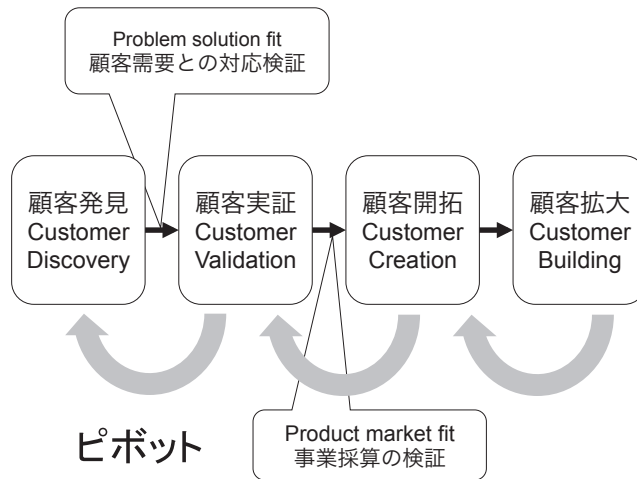 Problem solution fit
顧客需要との対応検証
顧客発見
Customer
Discovery
顧客実証
Customer
Validation
顧客開拓
Customer
Creation
顧客拡大
Customer
Building
ピボット
Product market fit
事業採算の検証